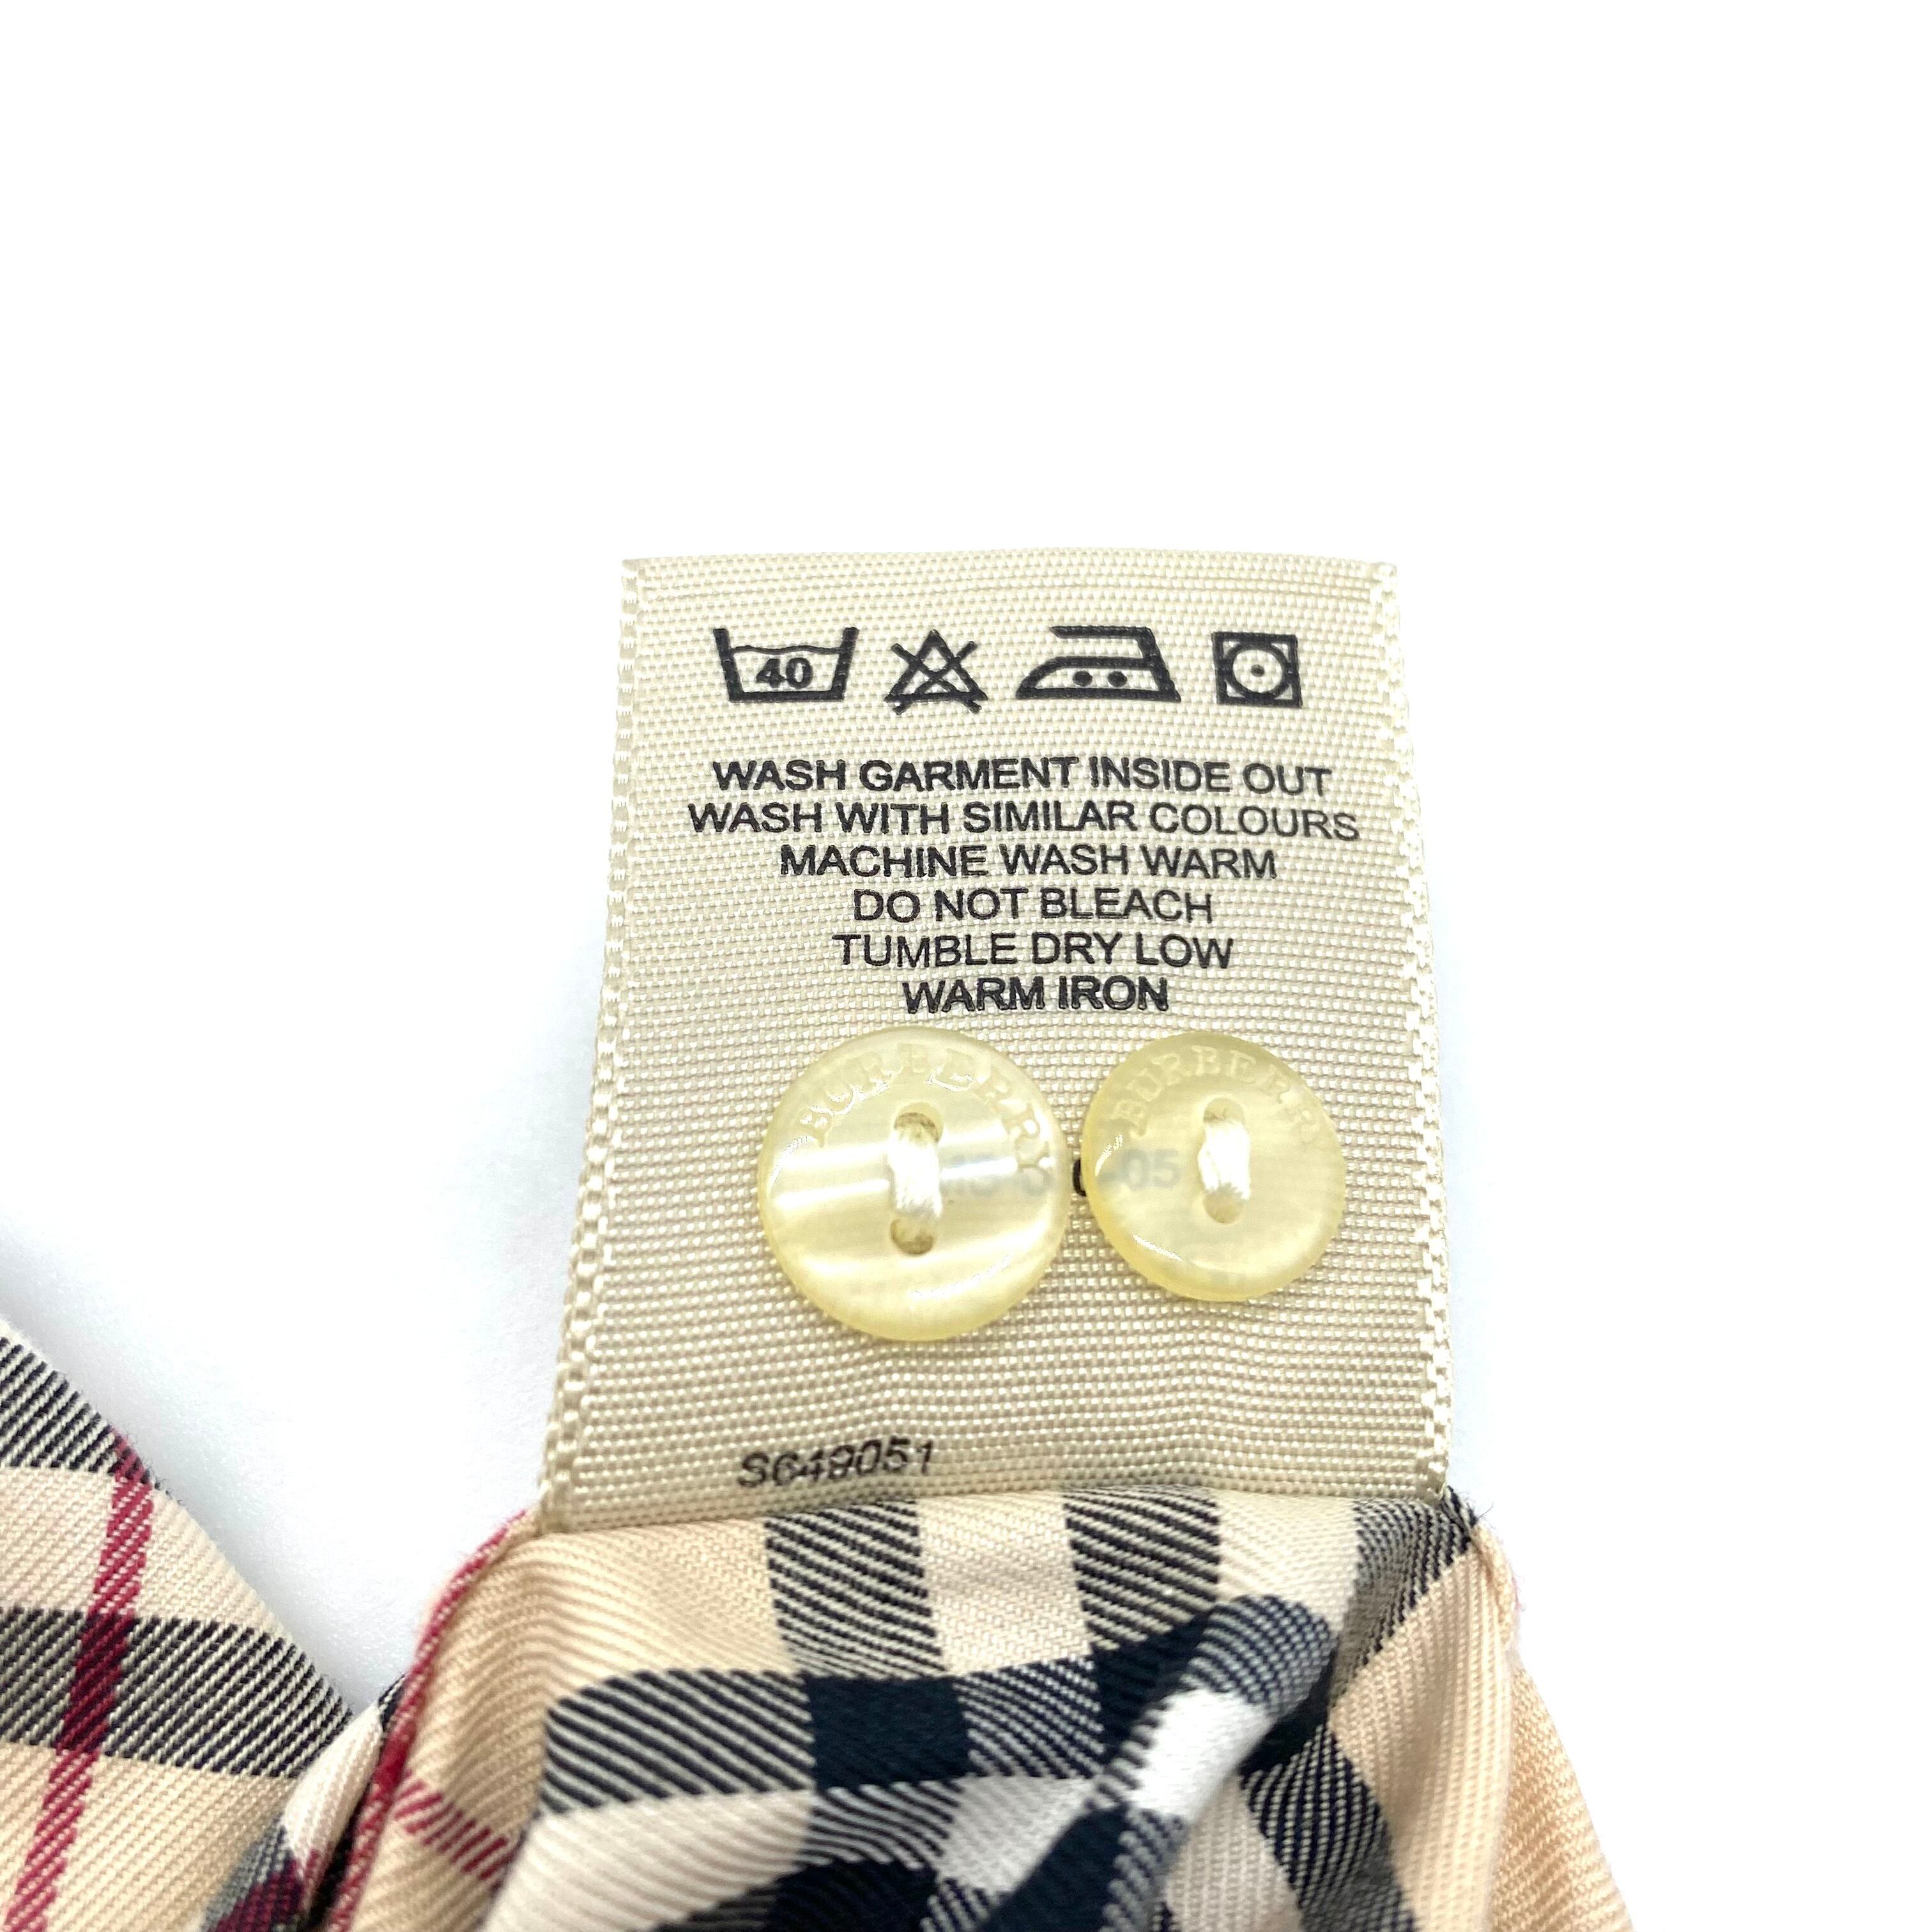 40
WASH GARMENT INSIDE OUT
WASH WITH SIMILAR COLOURS
MACHINE WASH WARM
DO NOT BLEACH
TUMBLE DRY LOW
WARM IRON
BURBERRY BURBERRY
S649051